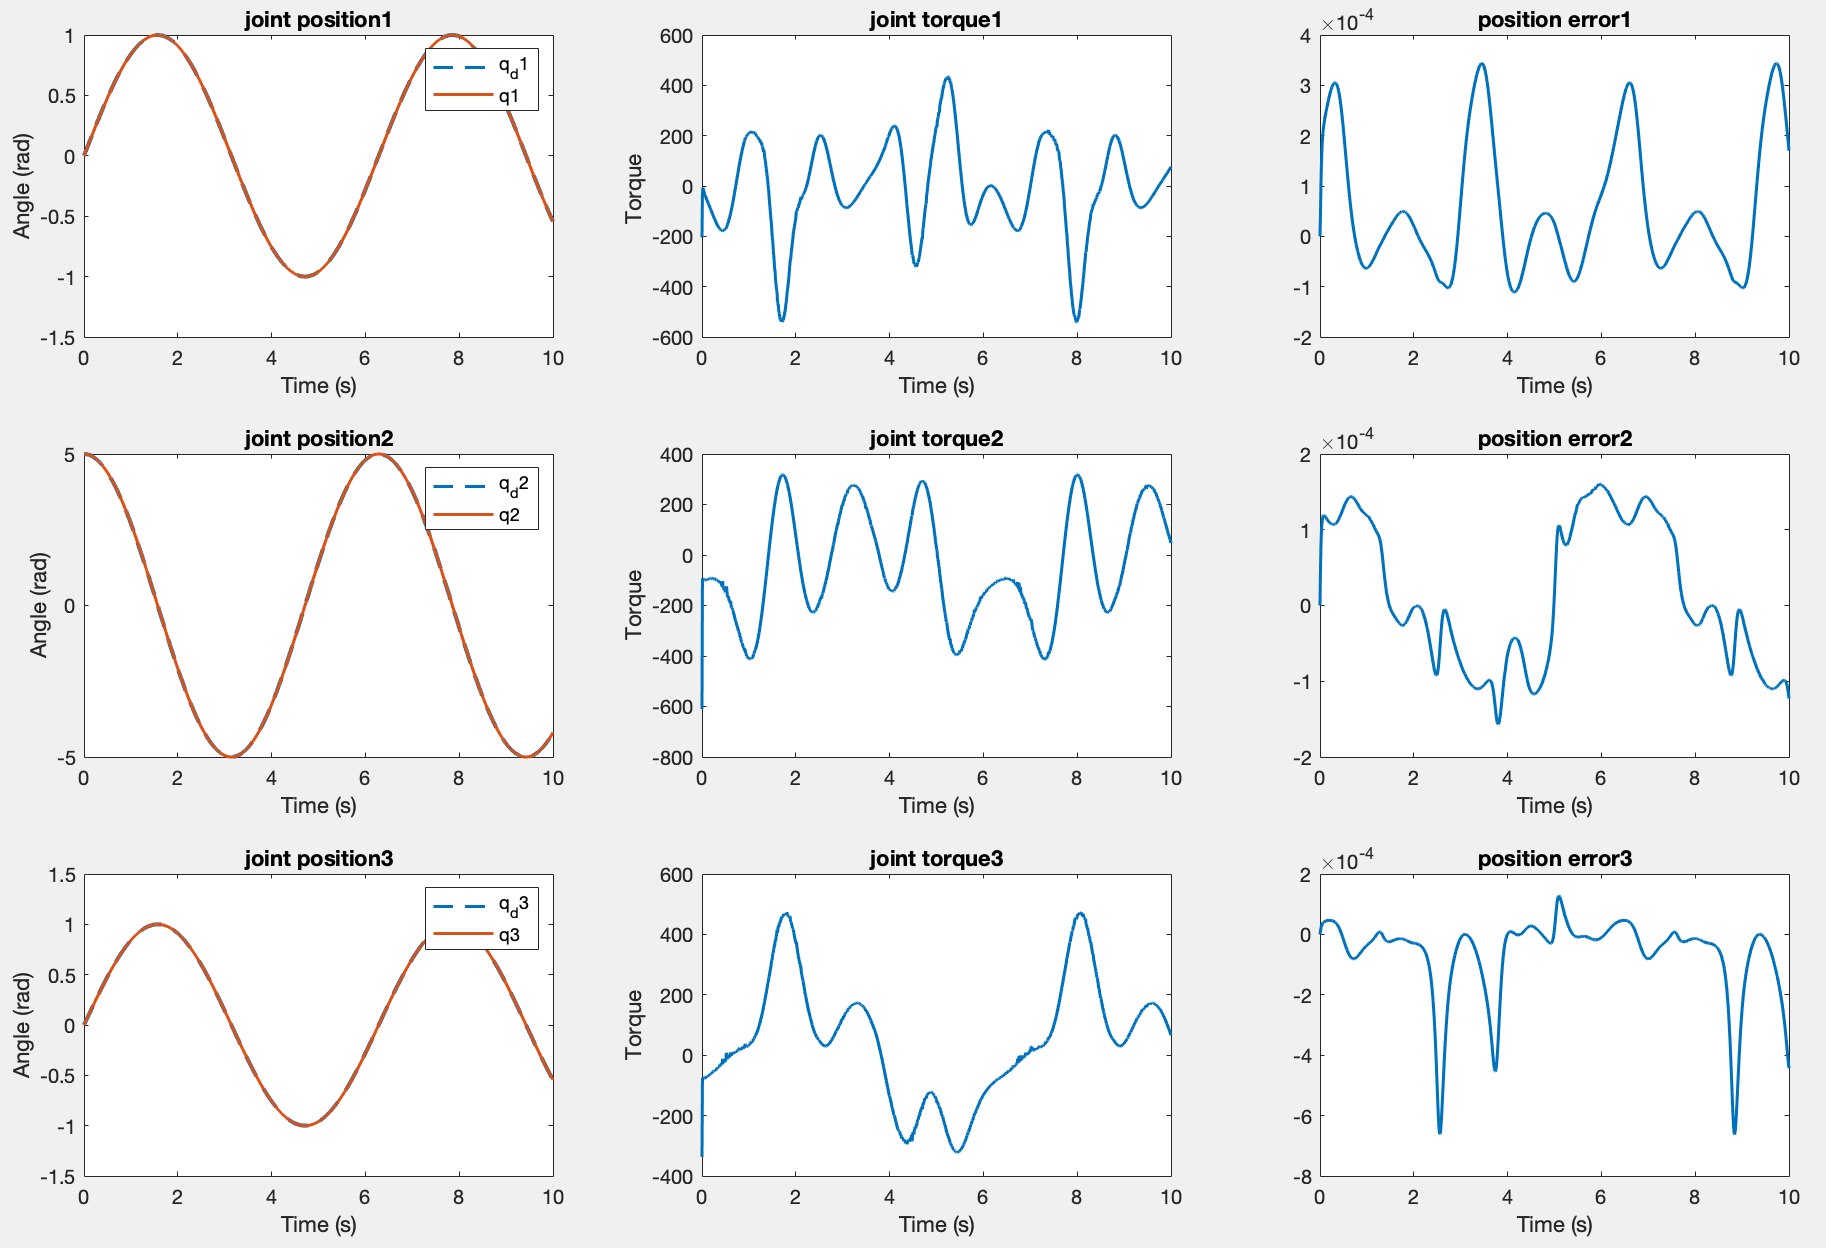 joint position1
1
0.5
0
-0.5
-1
-1.5
0 2 4 6 8 10
Angle (rad)
Time (s)
q_d1
q1
joint torque1
600
400
200
0
-200
-400
-600
0 2 4 6 8 10
Torque
Time (s)
position error1
×10^-4
4
3
2
1
0
-1
-2
0 2 4 6 8 10
Time (s)
joint position2
5
0
-5
0 2 4 6 8 10
Angle (rad)
Time (s)
q_d2
q2
joint torque2
400
200
0
-200
-400
-600
-800
0 2 4 6 8 10
Torque
Time (s)
position error2
×10^-4
2
1
0
-1
-2
0 2 4 6 8 10
Time (s)
joint position3
1.5
1
0.5
0
-0.5
-1
-1.5
0 2 4 6 8 10
Angle (rad)
Time (s)
q_d3
q3
joint torque3
600
400
200
0
-200
-400
0 2 4 6 8 10
Torque
Time (s)
position error3
×10^-4
2
0
-2
-4
-6
-8
0 2 4 6 8 10
Time (s)